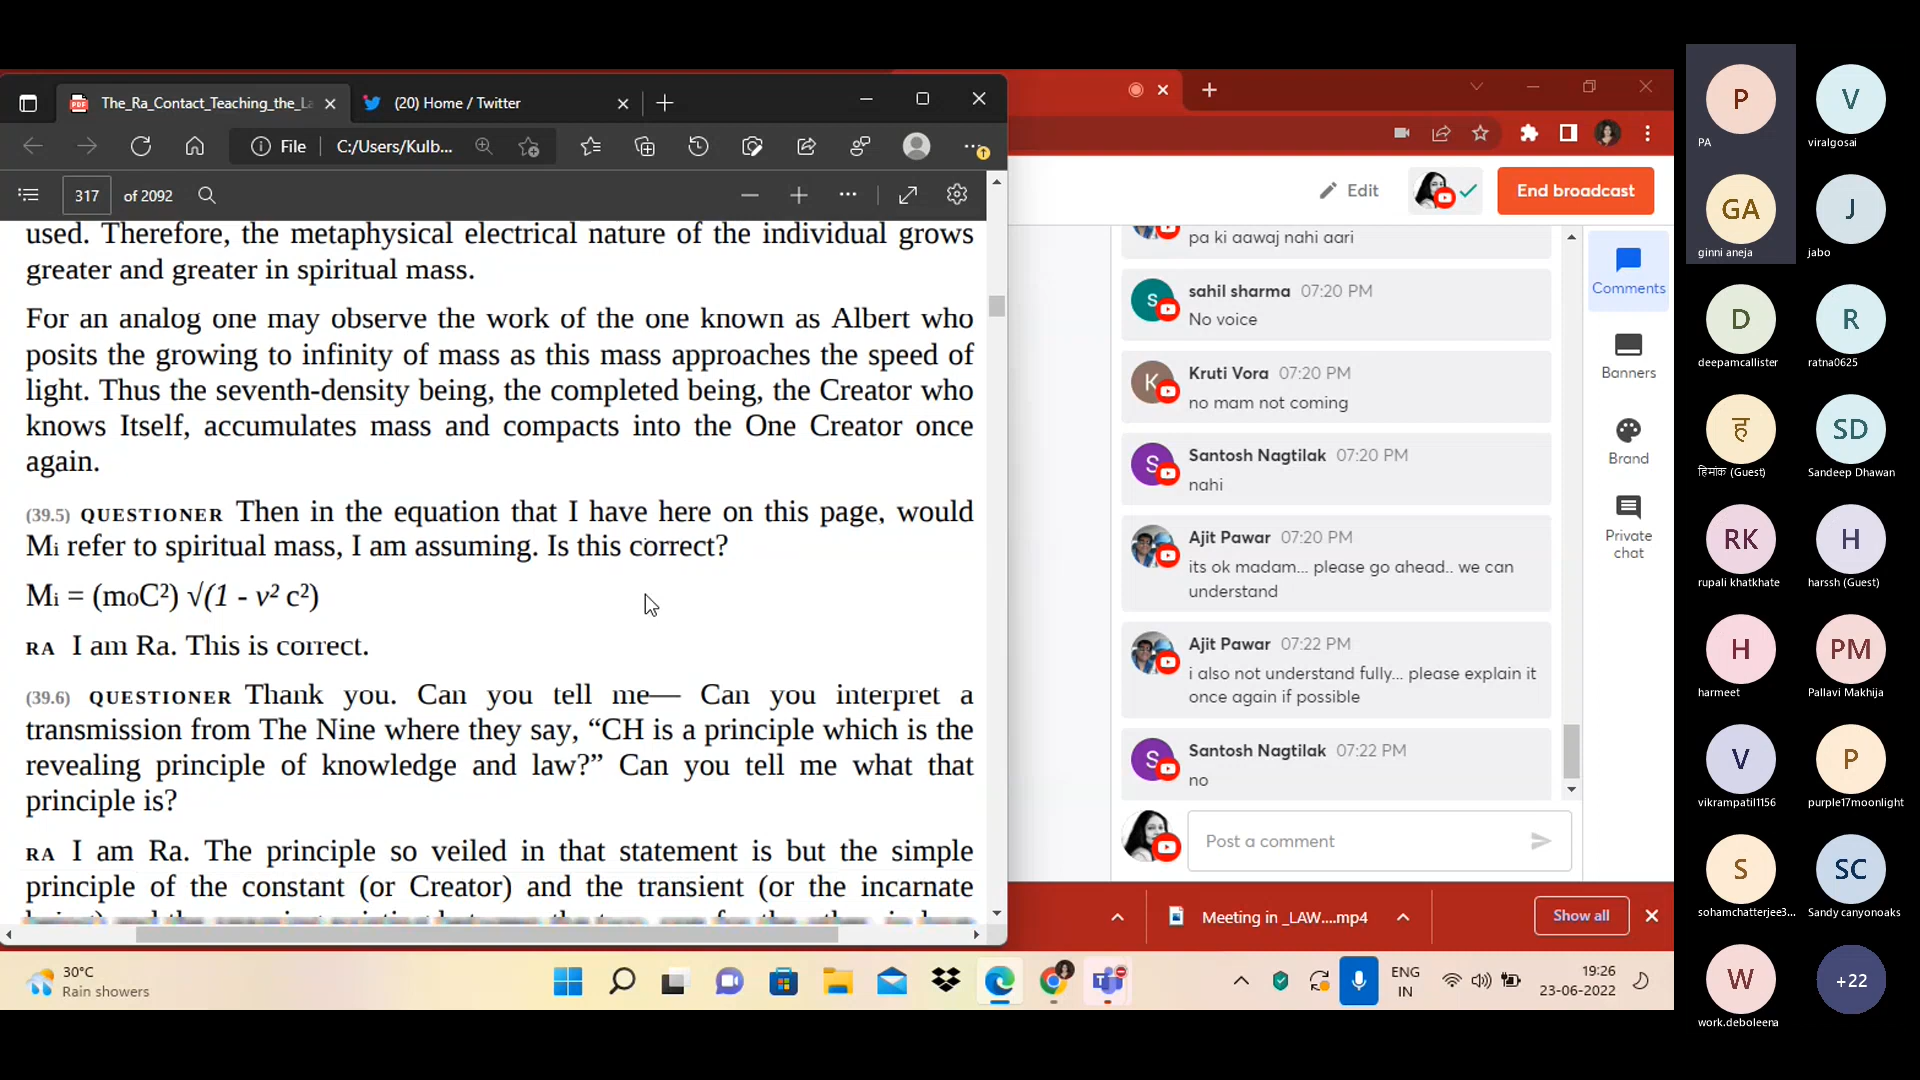 The_Ra_Contact_Teaching_the_La
(20) Home / Twitter
File
C:/Users/Kulb...
317
of 2092
used. Therefore, the metaphysical electrical nature of the individual grows
greater and greater in spiritual mass.
For an analog one may observe the work of the one known as Albert who
posits the growing to infinity of mass as this mass approaches the speed of
light. Thus the seventh-density being, the completed being, the Creator who
knows Itself, accumulates mass and compacts into the One Creator once
again.
(39.5) QUESTIONER Then in the equation that I have here on this page, would
Mi refer to spiritual mass, I am assuming. Is this correct?
Mi = (m₀C²) √(1 - v² c²)
RA I am Ra. This is correct.
(39.6) QUESTIONER Thank you. Can you tell me— Can you interpret a
transmission from The Nine where they say, “CH is a principle which is the
revealing principle of knowledge and law?” Can you tell me what that
principle is?
RA I am Ra. The principle so veiled in that statement is but the simple
principle of the constant (or Creator) and the transient (or the incarnate
Edit
End broadcast
pa ki aawaj nahi aari
S
sahil sharma 07:20 PM
No voice
K
Kruti Vora 07:20 PM
no mam not coming
S
Santosh Nagtilak 07:20 PM
nahi
Ajit Pawar 07:20 PM
its ok madam... please go ahead.. we can
understand
Ajit Pawar 07:22 PM
i also not understand fully... please explain it
once again if possible
S
Santosh Nagtilak 07:22 PM
no
Post a comment
Comments
Banners
Brand
Private
chat
Meeting in _LAW....mp4
Show all
30°C
Rain showers
ENG
IN
19:26
23-06-2022
P
PA
V
viralgosai
GA
ginni aneja
J
jabo
D
deepamcallister
R
ratna0625
ह
हिमांक (Guest)
SD
Sandeep Dhawan
RK
rupali khatkhate
H
harssh (Guest)
H
harmeet
PM
Pallavi Makhija
V
vikrampatil1156
P
purple17moonlight
S
sohamchatterjee3...
SC
Sandy canyonoaks
W
work.deboleena
+22